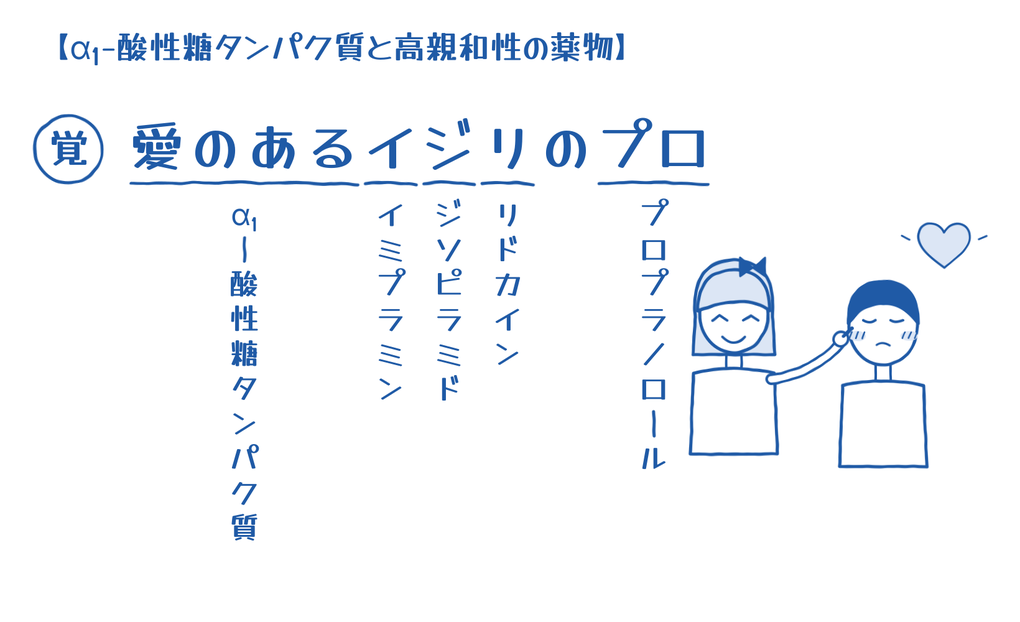 【α1-酸性糖タンパク質と高親和性の薬物】
覚 愛のあるイジリのプロ
α1〜酸性糖タンパク質
イミプラミン
ジソピラミド
リドカイン
プロプラノロール